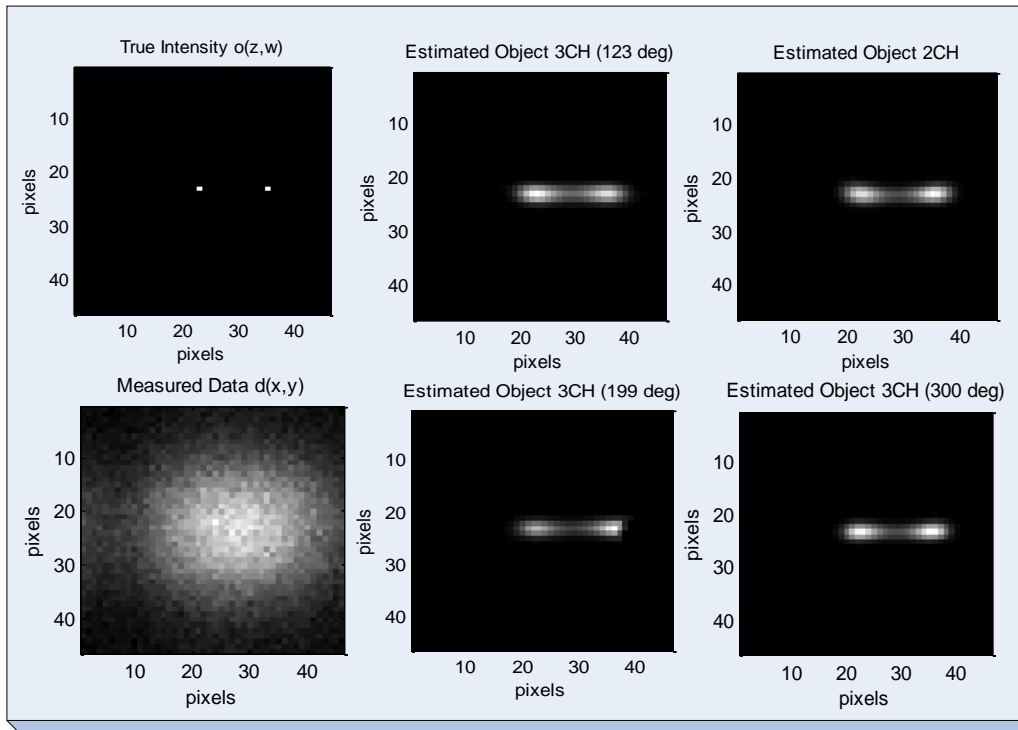 True Intensity o(z,w)
10
20
30
40
pixels
10 20 30 40
pixels
Estimated Object 3CH (123 deg)
10
20
30
40
pixels
10 20 30 40
pixels
Estimated Object 2CH
10
20
30
40
pixels
10 20 30 40
pixels
Measured Data d(x,y)
10
20
30
40
pixels
10 20 30 40
pixels
Estimated Object 3CH (199 deg)
10
20
30
40
pixels
10 20 30 40
pixels
Estimated Object 3CH (300 deg)
10
20
30
40
pixels
10 20 30 40
pixels